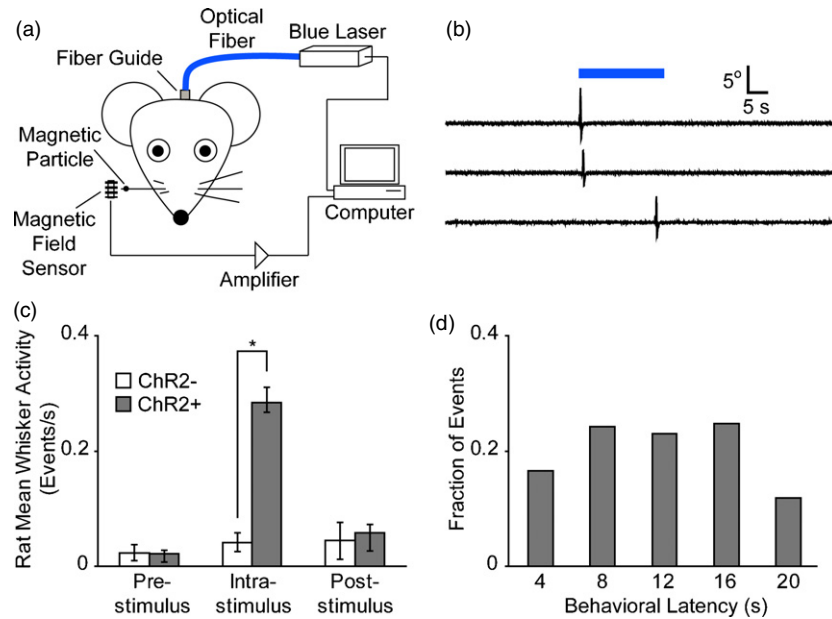 (a)
Optical
Fiber
Blue Laser
Fiber Guide
Magnetic
Particle
Magnetic
Field
Sensor
Amplifier
Computer
(b)
5°
5 s
(c)
Rat Mean Whisker Activity
(Events/s)
0.4
0.2
0
ChR2-
ChR2+
*
Pre-
stimulus
Intra-
stimulus
Post-
stimulus
(d)
Fraction of Events
0.4
0.2
0
4 8 12 16 20
Behavioral Latency (s)